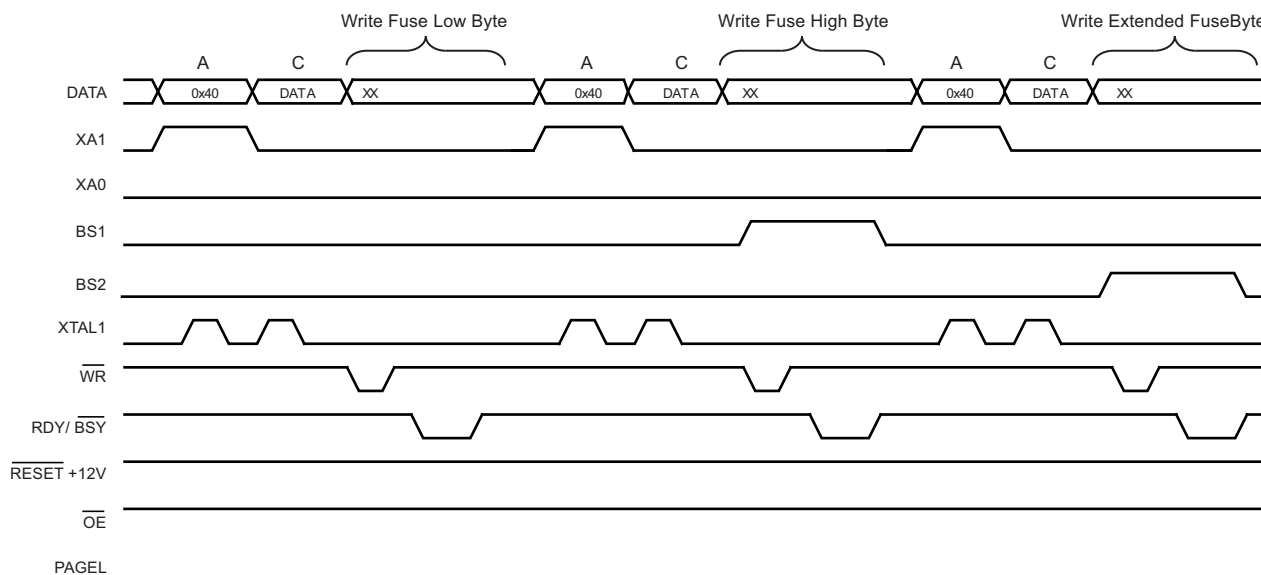 Write Fuse Low Byte Write Fuse High Byte Write Extended FuseByte
A C A C A C
DATA 0x40 DATA XX 0x40 DATA XX 0x40 DATA XX
XA1
XA0
BS1
BS2
XTAL1
WR
RDY/ BSY
RESET +12V
OE
PAGEL